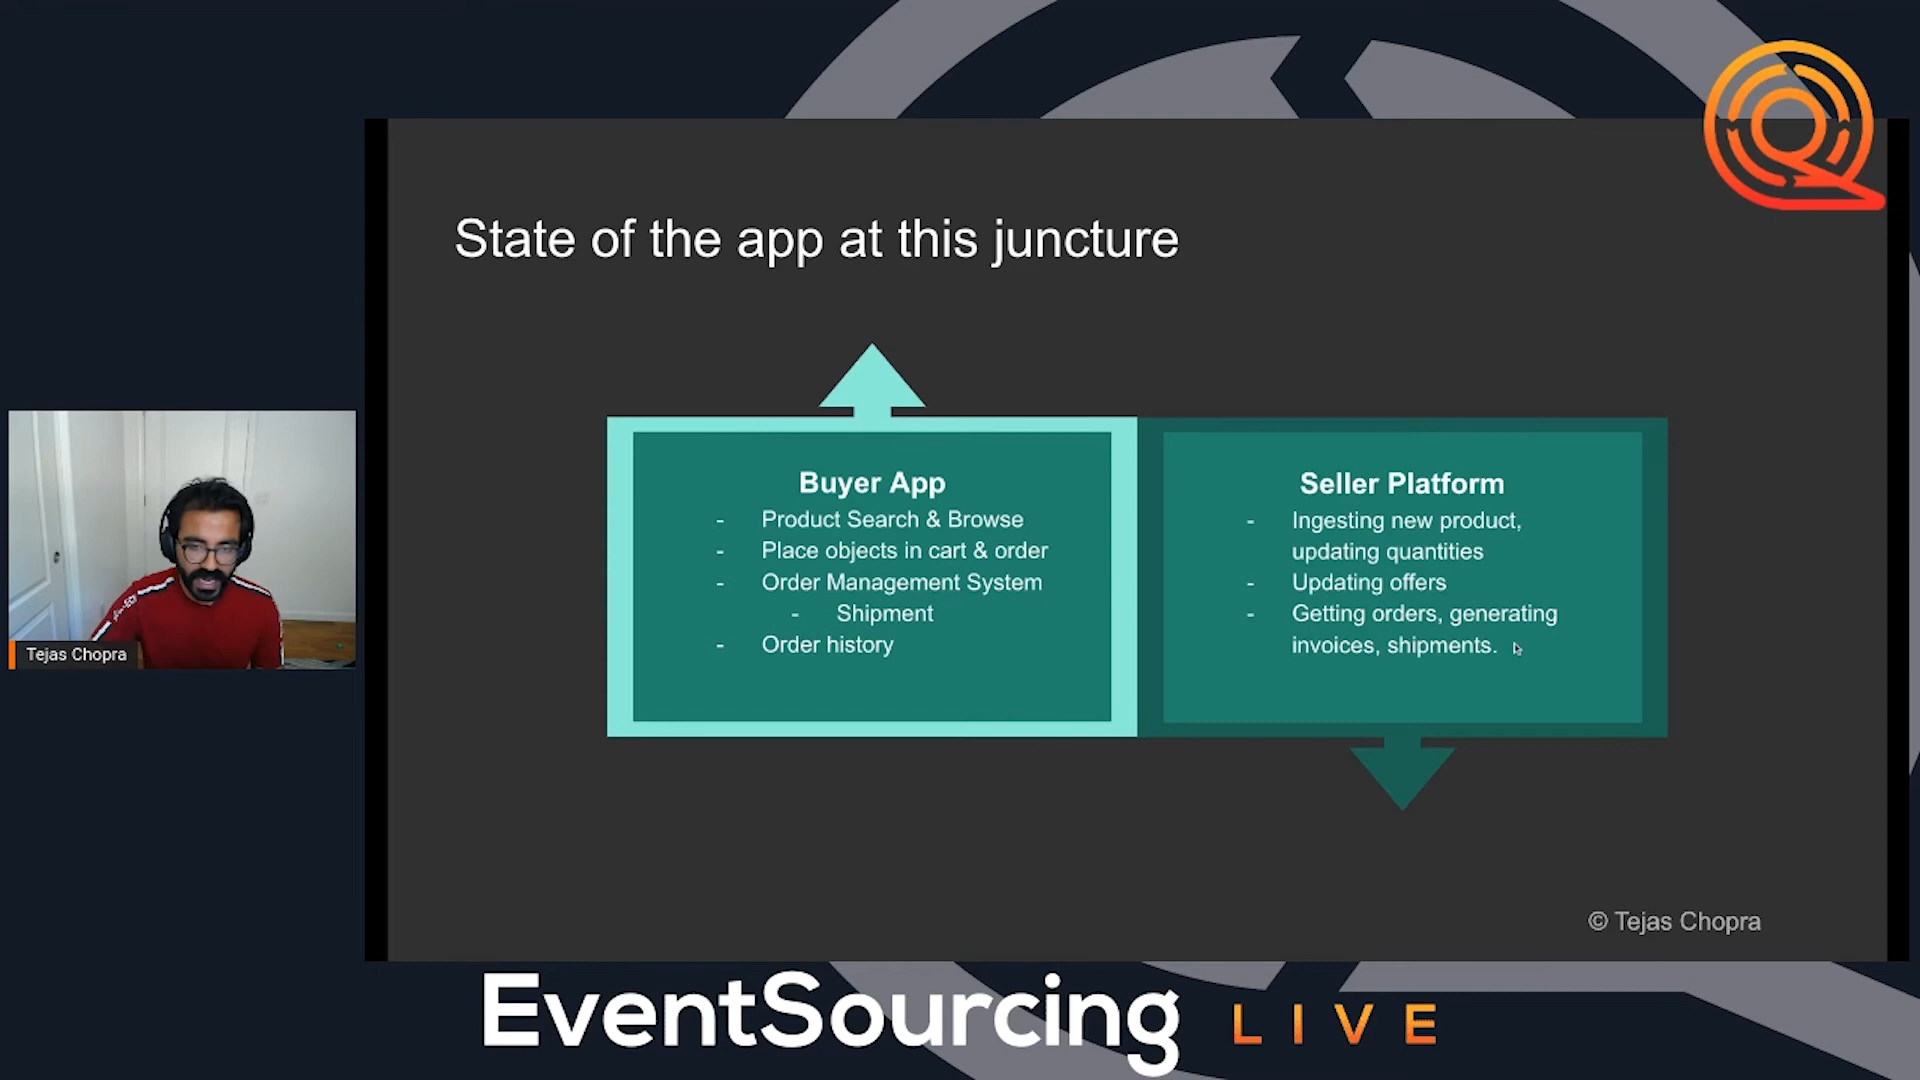 State of the app at this juncture
Buyer App
- Product Search & Browse
- Place objects in cart & order
- Order Management System
- Shipment
- Order history
Seller Platform
- Ingesting new product,
updating quantities
- Updating offers
- Getting orders, generating
invoices, shipments.
Tejas Chopra
© Tejas Chopra
EventSourcing LIVE